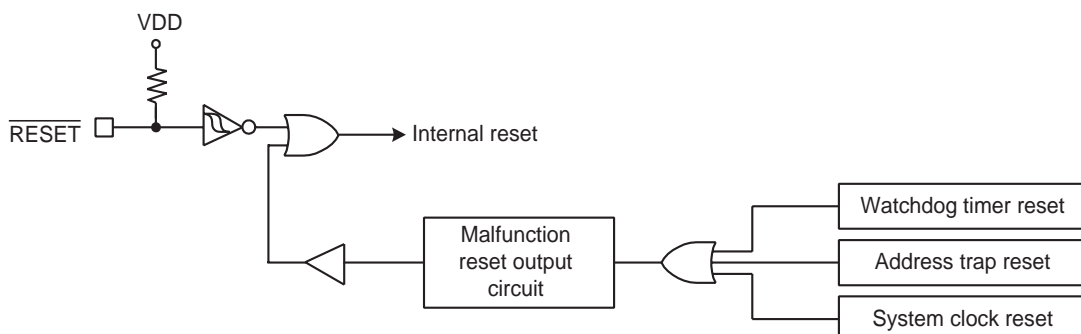 VDD
RESET
Internal reset
Malfunction
reset output
circuit
Watchdog timer reset
Address trap reset
System clock reset